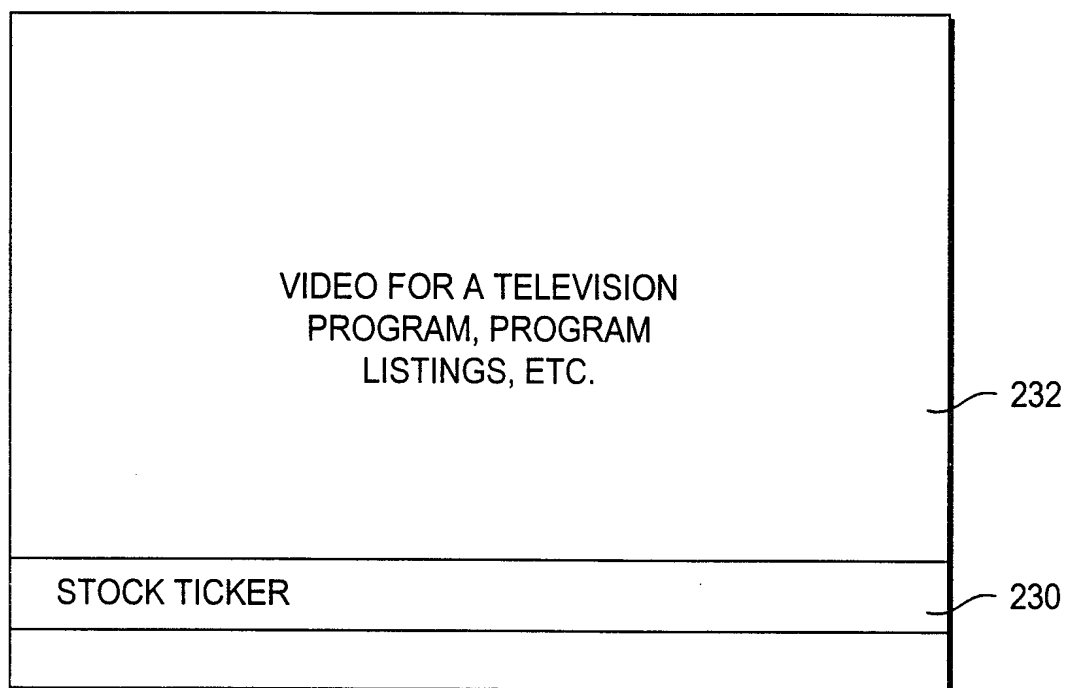 VIDEO FOR A TELEVISION
PROGRAM, PROGRAM
LISTINGS, ETC.
232
STOCK TICKER
230